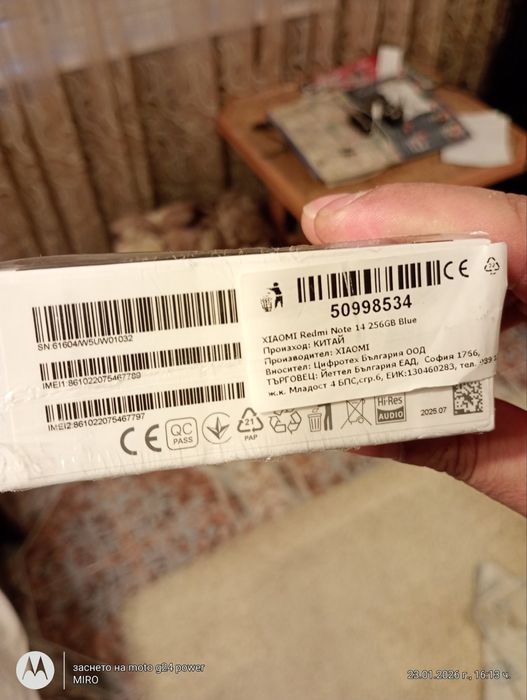 SN:61604/W5UW01032
IMEI1:861022075467789
IMEI2:861022075467797
CE
QC
PASS
21
PAP
Hi-Res
AUDIO
2025.07
CE
50998534
XIAOMI Redmi Note 14 256GB Blue
Произход: КИТАЙ
Производител: XIAOMI
Вносител: Цифротех България ООД
ТЪРГОВЕЦ: Йеттел България ЕАД, София 1766,
ж.к. Младост 4 БПС,сгр.6, ЕИК:130460283, тел.
заснето на moto g24 power
MIRO
23.01.2026 г., 16:13 ч.